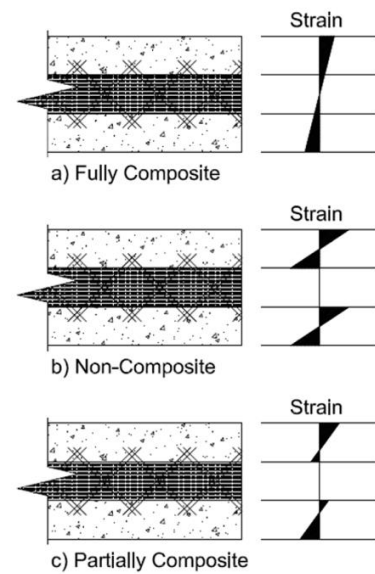 Strain
a) Fully Composite
Strain
b) Non-Composite
Strain
c) Partially Composite